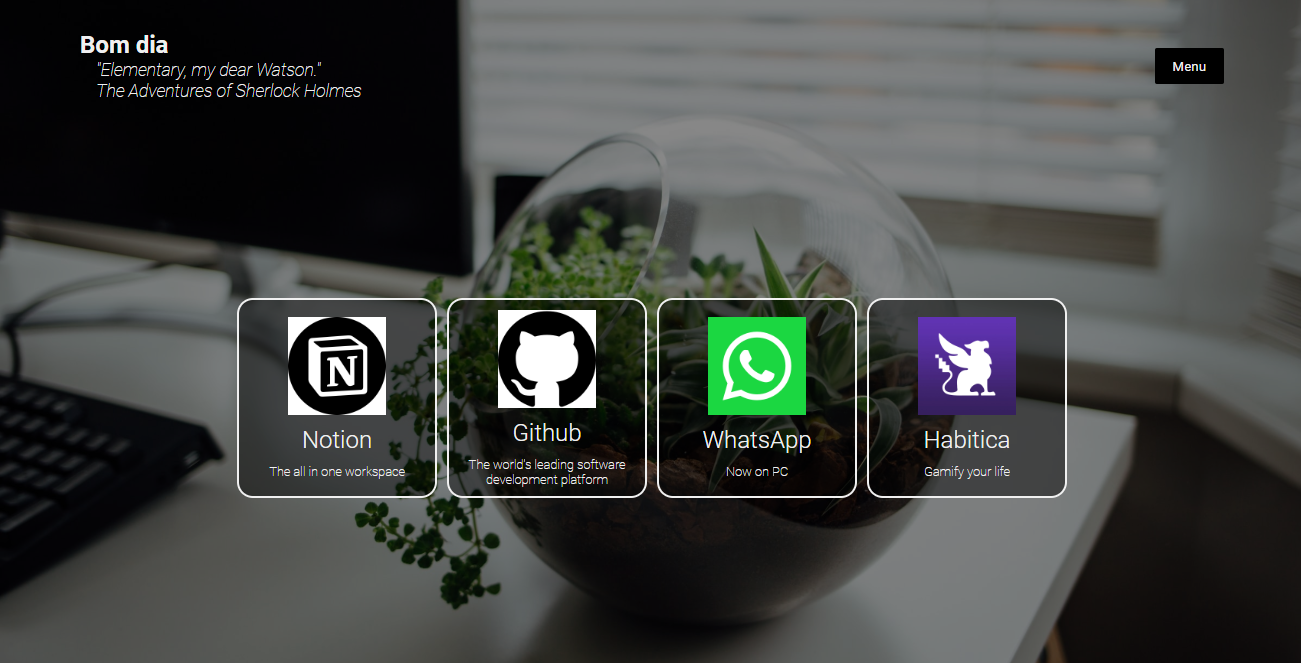 Bom dia
"Elementary, my dear Watson."
The Adventures of Sherlock Holmes
Menu
N
Notion
The all in one workspace
Github
The world's leading software
development platform
WhatsApp
Now on PC
Habitica
Gamify your life